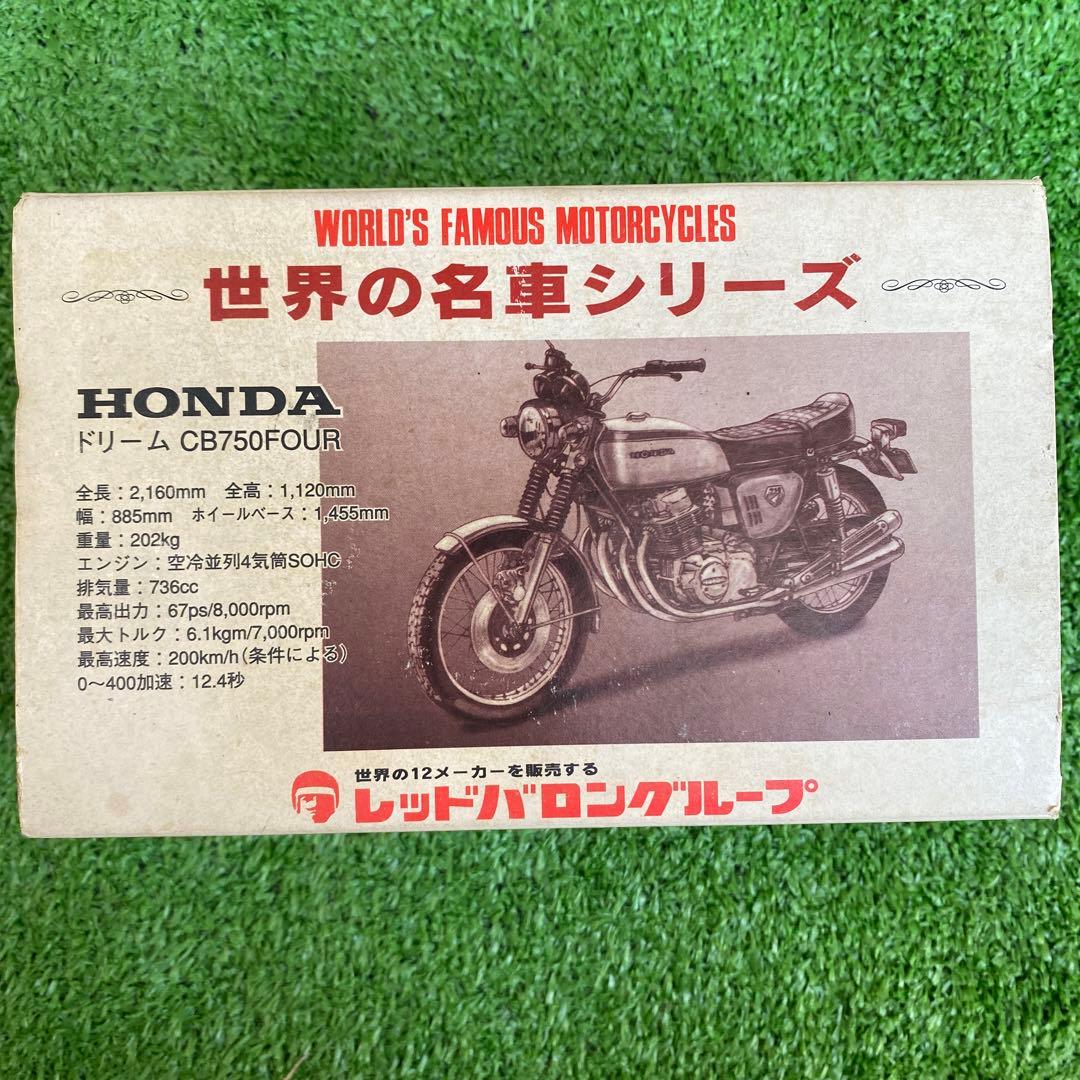 WORLD'S FAMOUS MOTORCYCLES
世界の名車シリーズ
HONDA
ドリーム CB750FOUR
全長：2,160mm 全高：1,120mm
幅：885mm ホイールベース：1,455mm
重量：202kg
エンジン：空冷並列4気筒SOHC
排気量：736cc
最高出力：67ps/8,000rpm
最大トルク：6.1kgm/7,000rpm
最高速度：200km/h（条件による）
0〜400加速：12.4秒
HONDA
世界の12メーカーを販売する
レッドバロングループ